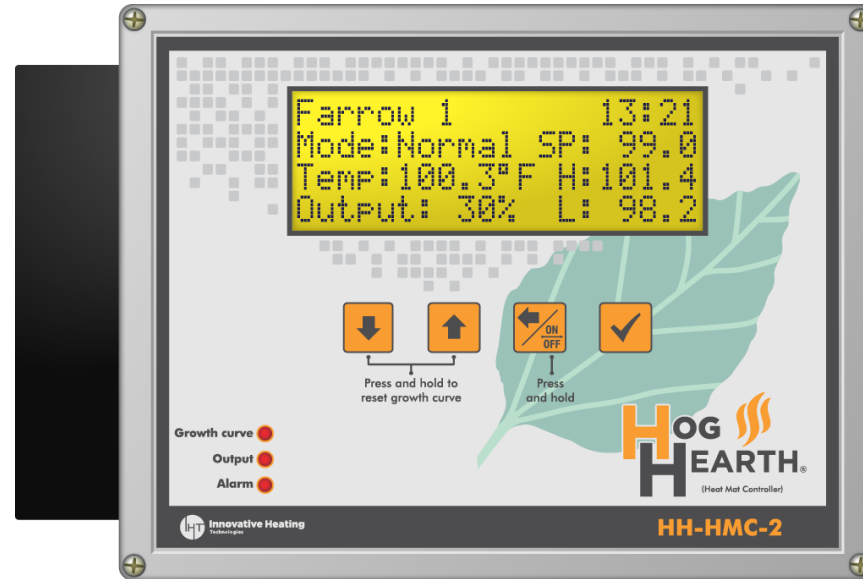 Farrow 1 13:21
Mode:Normal SP: 99.0
Temp:100.3°F H:101.4
Output: 30% L: 98.2
ON
OFF
Press and hold to
reset growth curve
Press
and hold
Growth curve
Output
Alarm
HOG
HEARTH®
(Heat Mat Controller)
IHT Innovative Heating
Technologies
HH-HMC-2